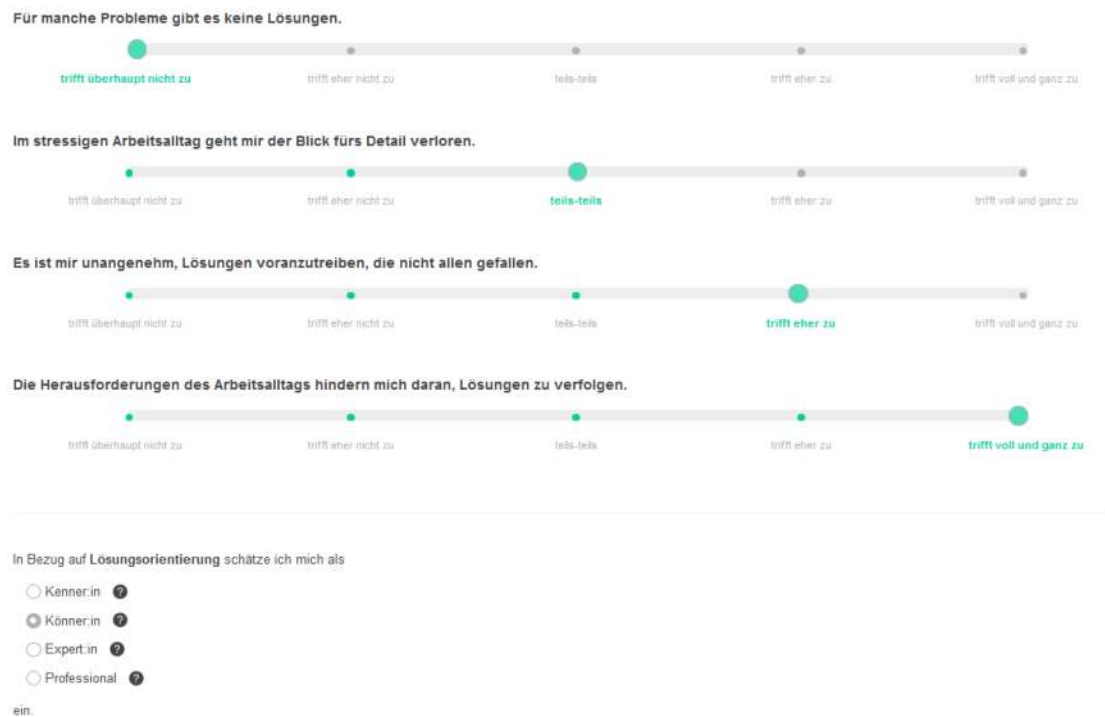 Für manche Probleme gibt es keine Lösungen.
trifft überhaupt nicht zu trifft eher nicht zu teils-teils trifft eher zu trifft voll und ganz zu
Im stressigen Arbeitsalltag geht mir der Blick fürs Detail verloren.
trifft überhaupt nicht zu trifft eher nicht zu teils-teils trifft eher zu trifft voll und ganz zu
Es ist mir unangenehm, Lösungen voranzutreiben, die nicht allen gefallen.
trifft überhaupt nicht zu trifft eher nicht zu teils-teils trifft eher zu trifft voll und ganz zu
Die Herausforderungen des Arbeitsalltags hindern mich daran, Lösungen zu verfolgen.
trifft überhaupt nicht zu trifft eher nicht zu teils-teils trifft eher zu trifft voll und ganz zu
In Bezug auf Lösungsorientierung schätze ich mich als
Kenner:in ?
Könner:in ?
Expert:in ?
Professional ?
ein.